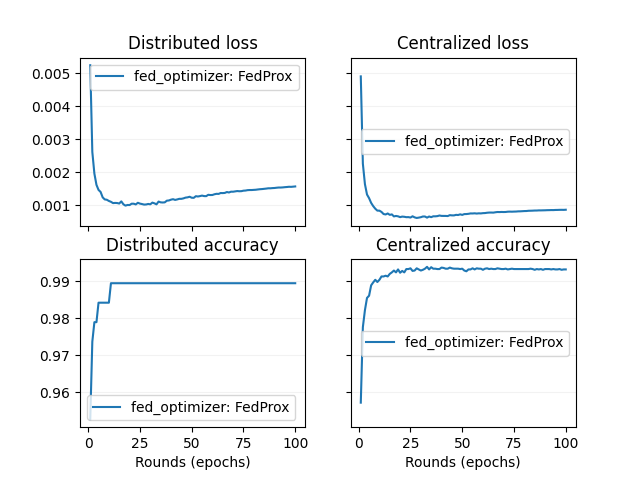 Distributed loss
Centralized loss
0.005
0.004
0.003
0.002
0.001
fed_optimizer: FedProx
fed_optimizer: FedProx
Distributed accuracy
Centralized accuracy
0.99
0.98
0.97
0.96
fed_optimizer: FedProx
fed_optimizer: FedProx
0 25 50 75 100
0 25 50 75 100
Rounds (epochs)
Rounds (epochs)